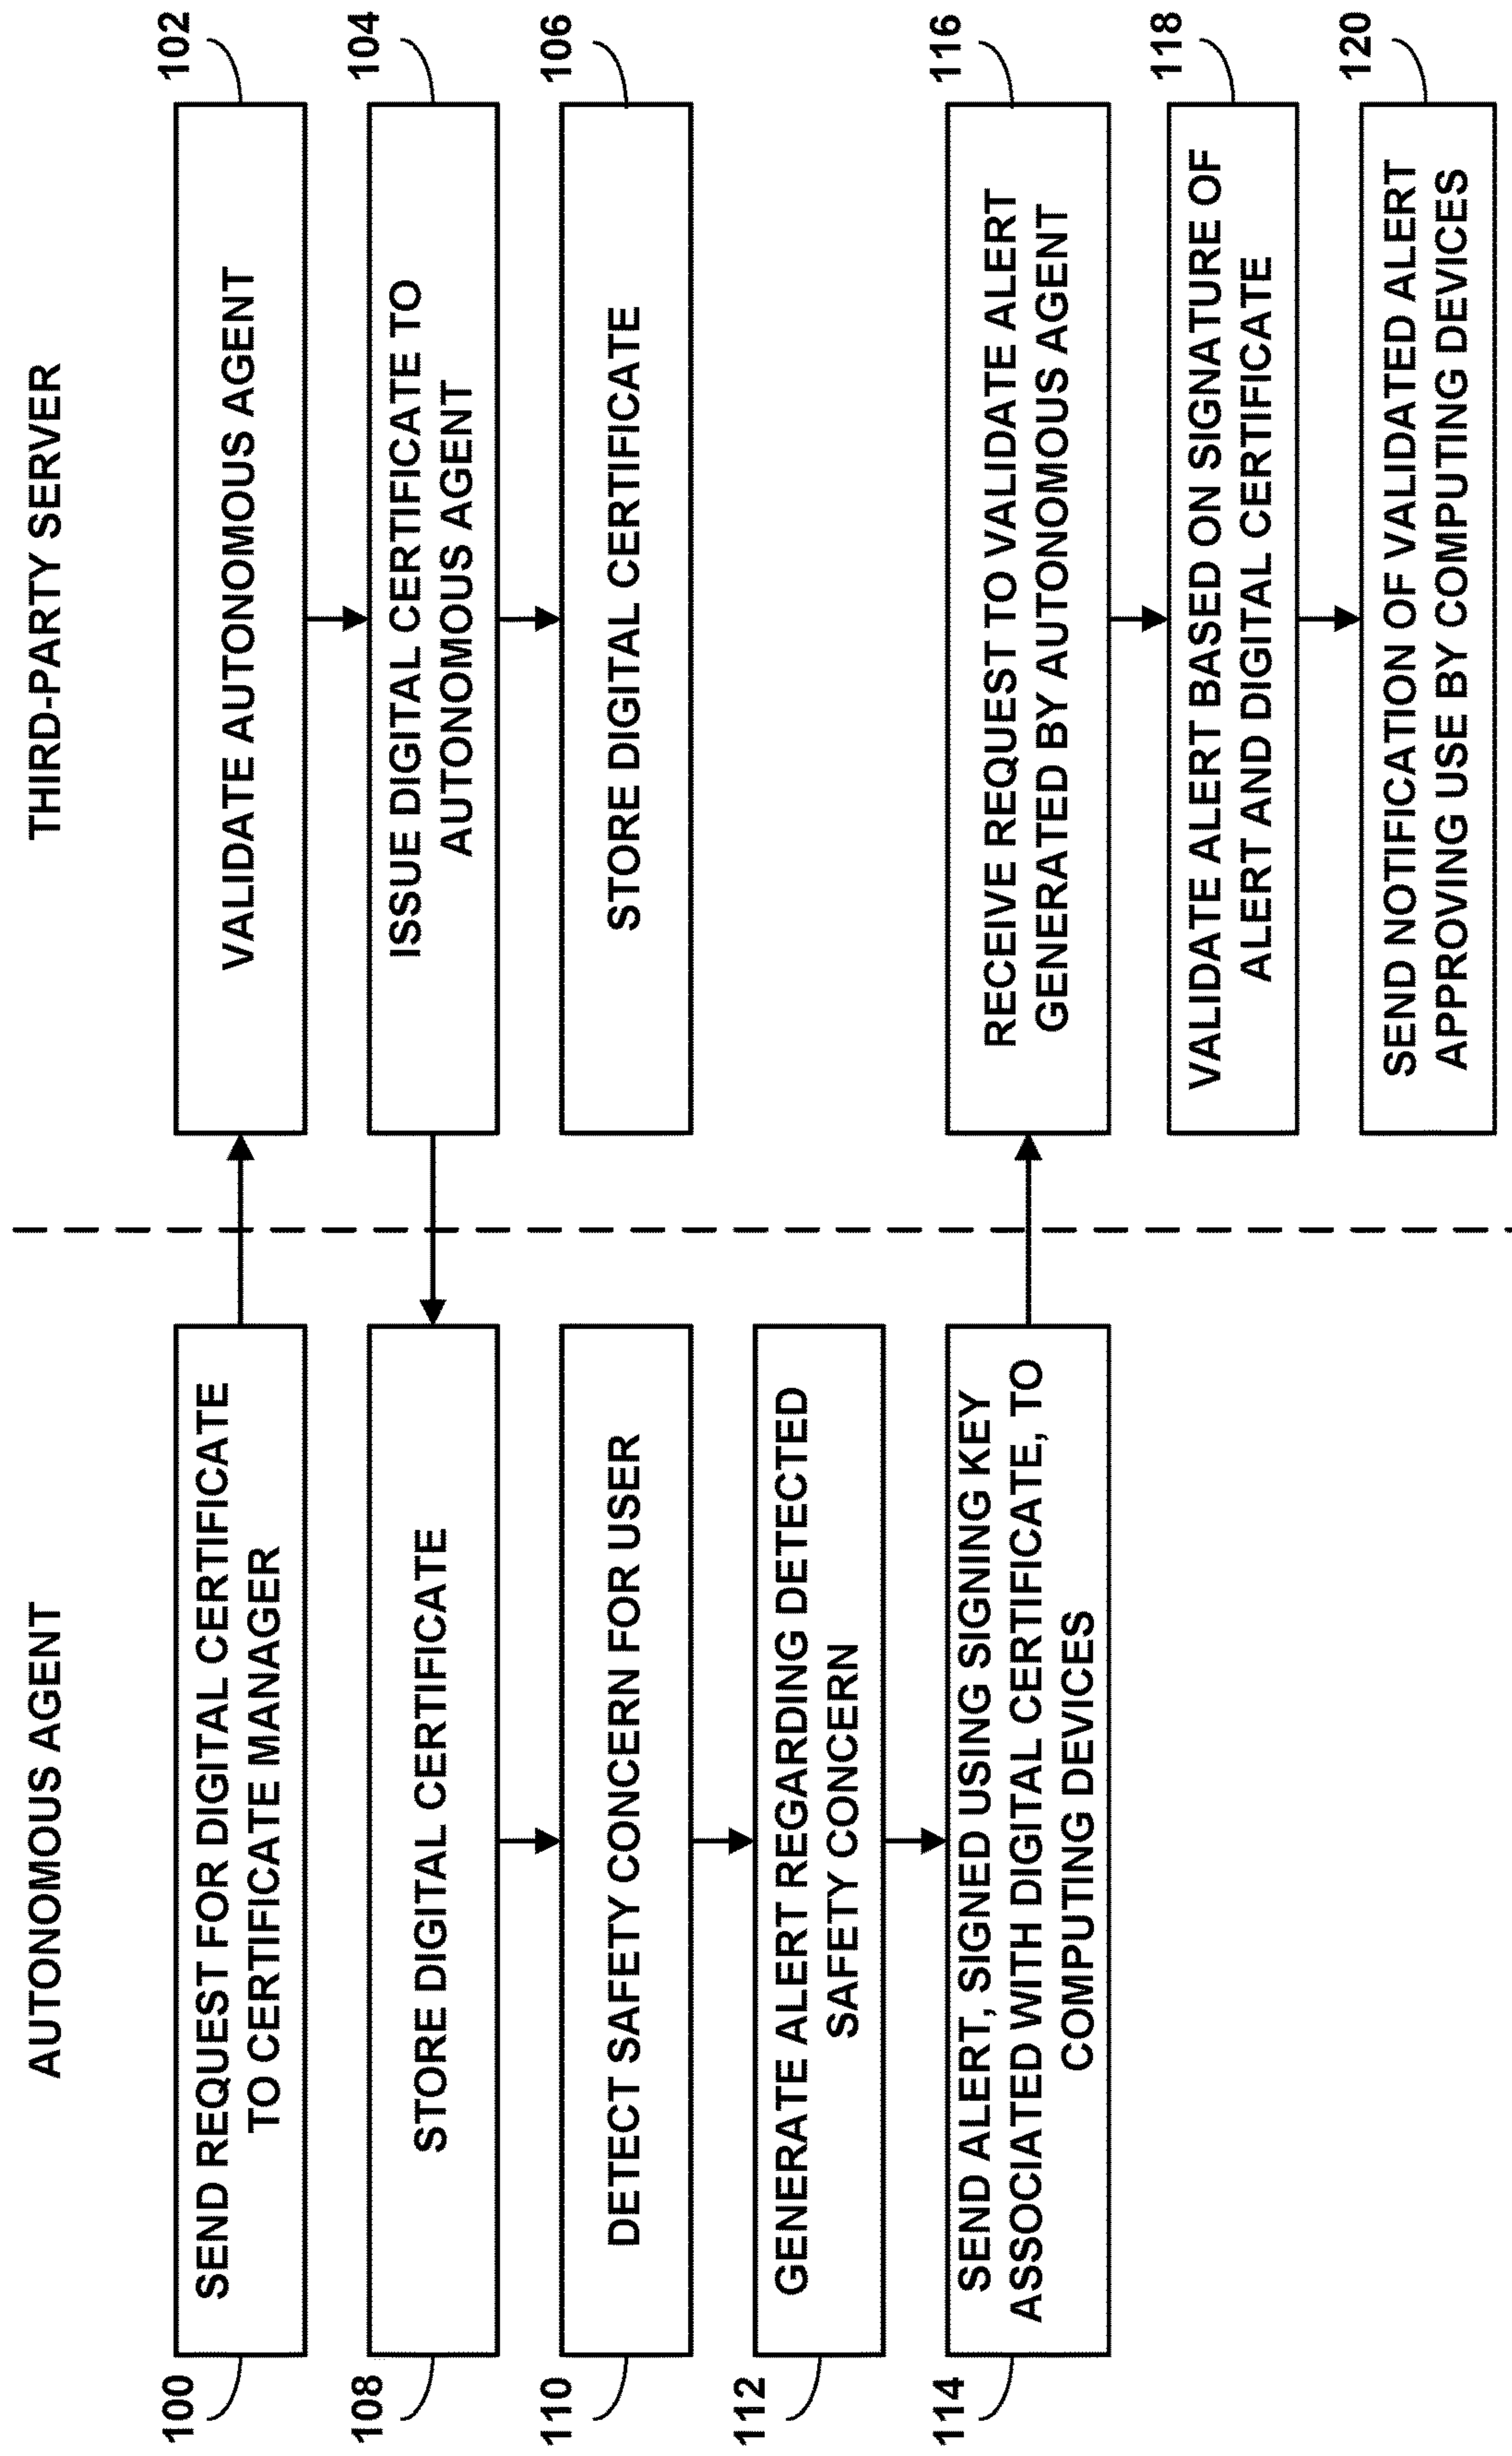 AUTONOMOUS AGENT
THIRD-PARTY SERVER
100
SEND REQUEST FOR DIGITAL CERTIFICATE
TO CERTIFICATE MANAGER
VALIDATE AUTONOMOUS AGENT
102
108
STORE DIGITAL CERTIFICATE
ISSUE DIGITAL CERTIFICATE TO
AUTONOMOUS AGENT
104
110
DETECT SAFETY CONCERN FOR USER
STORE DIGITAL CERTIFICATE
106
112
GENERATE ALERT REGARDING DETECTED
SAFETY CONCERN
114
SEND ALERT, SIGNED USING SIGNING KEY
ASSOCIATED WITH DIGITAL CERTIFICATE, TO
COMPUTING DEVICES
RECEIVE REQUEST TO VALIDATE ALERT
GENERATED BY AUTONOMOUS AGENT
116
VALIDATE ALERT BASED ON SIGNATURE OF
ALERT AND DIGITAL CERTIFICATE
118
SEND NOTIFICATION OF VALIDATED ALERT
APPROVING USE BY COMPUTING DEVICES
120